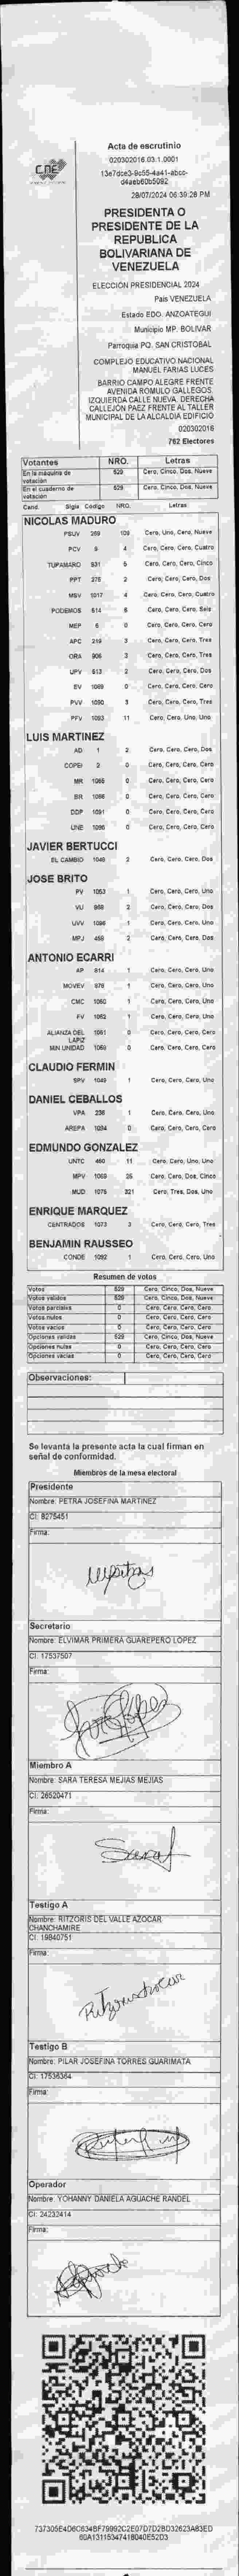 CNE
Acta de escrutinio
020302016.03.1.0001
13e7dce3-9c55-4a41-abcc-
d4aeb60b5092
28/07/2024 06:39:26 PM
PRESIDENTA O
PRESIDENTE DE LA
REPUBLICA
BOLIVARIANA DE
VENEZUELA
ELECCIÓN PRESIDENCIAL 2024
País VENEZUELA
Estado EDO. ANZOATEGUI
Municipio MP. BOLIVAR
Parroquia PQ. SAN CRISTOBAL
COMPLEJO EDUCATIVO NACIONAL
MANUEL FARIAS LUCES
BARRIO CAMPO ALEGRE FRENTE
AVENIDA ROMULO GALLEGOS.
IZQUIERDA CALLE NUEVA. DERECHA
CALLEJÓN PAEZ FRENTE AL TALLER
MUNICIPAL DE LA ALCALDIA EDIFICIO
020302016
762 Electores
Votantes NRO. Letras
En la máquina de votación 529 Cero, Cinco, Dos, Nueve
En el cuaderno de votación 529 Cero, Cinco, Dos, Nueve
Cand. Sigla Código NRO. Letras
NICOLAS MADURO
PSUV 269 109 Cero, Uno, Cero, Nueve
PCV 5 4 Cero, Cero, Cero, Cuatro
TUPAMARO 931 5 Cero, Cero, Cero, Cinco
PPT 275 2 Cero, Cero, Cero, Dos
MSV 1017 4 Cero, Cero, Cero, Cuatro
PODEMOS 514 6 Cero, Cero, Cero, Seis
MEP 6 0 Cero, Cero, Cero, Cero
APC 219 3 Cero, Cero, Cero, Tres
ORA 906 3 Cero, Cero, Cero, Tres
UPV 613 2 Cero, Cero, Cero, Dos
EV 1069 0 Cero, Cero, Cero, Cero
PVV 1090 3 Cero, Cero, Cero, Tres
PFV 1093 11 Cero, Cero, Uno, Uno
LUIS MARTINEZ
AD 1 2 Cero, Cero, Cero, Dos
COPEI 2 0 Cero, Cero, Cero, Cero
MR 1065 0 Cero, Cero, Cero, Cero
BR 1066 0 Cero, Cero, Cero, Cero
DDP 1091 0 Cero, Cero, Cero, Cero
UNE 1096 0 Cero, Cero, Cero, Cero
JAVIER BERTUCCI
EL CAMBIO 1048 2 Cero, Cero, Cero, Dos
JOSE BRITO
PV 1053 1 Cero, Cero, Cero, Uno
VU 968 2 Cero, Cero, Cero, Dos
UVV 1098 1 Cero, Cero, Cero, Uno
MPJ 458 2 Cero, Cero, Cero, Dos
ANTONIO ECARRI
AP 814 1 Cero, Cero, Cero, Uno
MOVEV 878 1 Cero, Cero, Cero, Uno
CMC 1050 1 Cero, Cero, Cero, Uno
FV 1052 1 Cero, Cero, Cero, Uno
ALIANZA DEL LAPIZ 1051 0 Cero, Cero, Cero, Cero
MIN UNIDAD 1068 0 Cero, Cero, Cero, Cero
CLAUDIO FERMIN
SPV 1049 1 Cero, Cero, Cero, Uno
DANIEL CEBALLOS
VPA 236 1 Cero, Cero, Cero, Uno
AREPA 1034 0 Cero, Cero, Cero, Cero
EDMUNDO GONZALEZ
UNTC 460 11 Cero, Cero, Uno, Uno
MPV 1069 25 Cero, Cero, Dos, Cinco
MUD 1075 321 Cero, Tres, Dos, Uno
ENRIQUE MARQUEZ
CENTRADOS 1073 3 Cero, Cero, Cero, Tres
BENJAMIN RAUSSEO
CONDE 1092 1 Cero, Cero, Cero, Uno
Resumen de votos
Votos 529 Cero, Cinco, Dos, Nueve
Votos validos 529 Cero, Cinco, Dos, Nueve
Votos parciales 0 Cero, Cero, Cero, Cero
Votos nulos 0 Cero, Cero, Cero, Cero
Votos vacios 0 Cero, Cero, Cero, Cero
Opciones validas 529 Cero, Cinco, Dos, Nueve
Opciones nulas 0 Cero, Cero, Cero, Cero
Opciones vacias 0 Cero, Cero, Cero, Cero
Observaciones:
Se levanta la presente acta la cual firman en
señal de conformidad.
Miembros de la mesa electoral
Presidente
Nombre: PETRA JOSEFINA MARTINEZ
CI: 8275451
Firma:
Secretario
Nombre: ELVIMAR PRIMERA GUAREPERO LOPEZ
CI: 17537507
Firma:
Miembro A
Nombre: SARA TERESA MEJIAS MEJIAS
CI: 26520471
Firma:
Testigo A
Nombre: RITZORIS DEL VALLE AZOCAR
CHANCHAMIRE
CI: 19840751
Firma:
Testigo B
Nombre: PILAR JOSEFINA TORRES GUARIMATA
CI: 17536364
Firma:
Operador
Nombre: YOHANNY DANIELA AGUACHE RANDEL
CI: 24232414
Firma:
737305E4D6C634BF79992C2E07D7D2BD32623A83ED
60A13115347418040E52D3